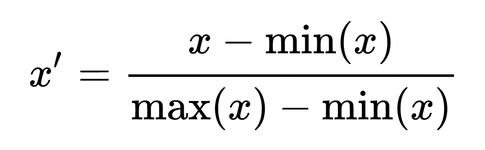 x′ = (x − min(x)) / (max(x) − min(x))